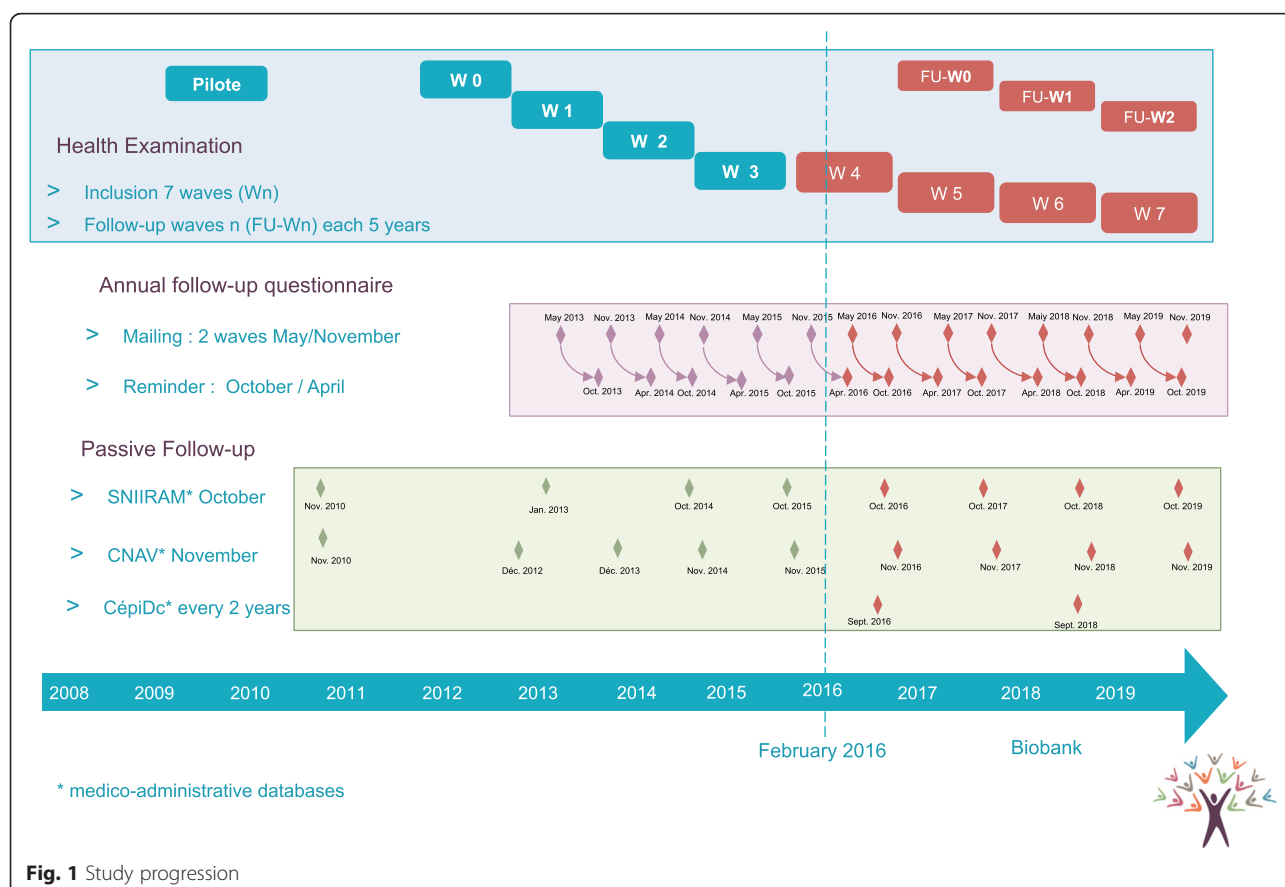 Pilote
W 0
W 1
W 2
W 3
W 4
W 5
W 6
W 7
FU-W0
FU-W1
FU-W2
Health Examination
> Inclusion 7 waves (Wn)
> Follow-up waves n (FU-Wn) each 5 years
Annual follow-up questionnaire
> Mailing : 2 waves May/November
> Reminder : October / April
May 2013 Nov. 2013 May 2014 Nov. 2014 May 2015 Nov. 2015 May 2016 Nov. 2016 May 2017 Nov. 2017 Maiy 2018 Nov. 2018 May 2019 Nov. 2019
Oct. 2013 Apr. 2014 Oct. 2014 Apr. 2015 Oct. 2015 Apr. 2016 Oct. 2016 Apr. 2017 Oct. 2017 Apr. 2018 Oct. 2018 Apr. 2019 Oct. 2019
Passive Follow-up
> SNIIRAM* October
Nov. 2010 Jan. 2013 Oct. 2014 Oct. 2015 Oct. 2016 Oct. 2017 Oct. 2018 Oct. 2019
> CNAV* November
Nov. 2010 Déc. 2012 Déc. 2013 Nov. 2014 Nov. 2015 Nov. 2016 Nov. 2017 Nov. 2018 Nov. 2019
> CépiDc* every 2 years
Sept. 2016 Sept. 2018
2008 2009 2010 2011 2012 2013 2014 2015 2016 2017 2018 2019
February 2016
Biobank
* medico-administrative databases
Fig. 1 Study progression